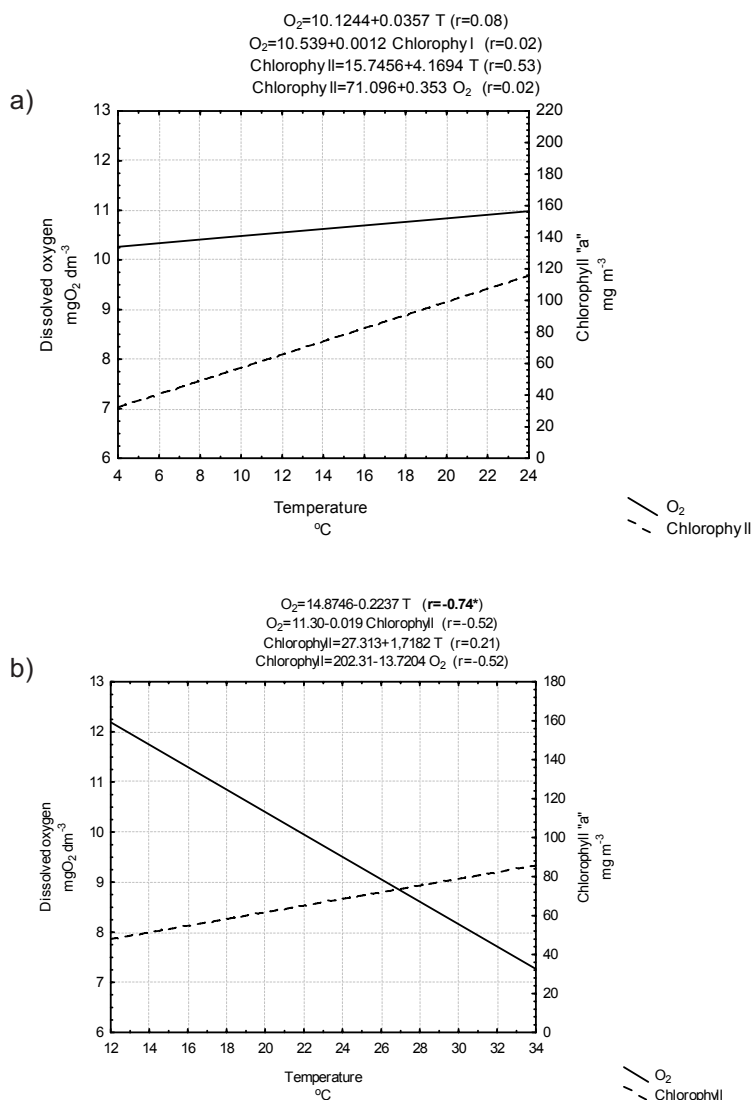 O₂=10.1244+0.0357 T (r=0.08)
O₂=10.539+0.0012 Chlorophy l (r=0.02)
Chlorophy ll=15.7456+4.1694 T (r=0.53)
Chlorophy ll=71.096+0.353 O₂ (r=0.02)
a)
13
12
11
10
9
8
7
6
Dissolved oxygen
mgO₂ dm⁻³
220
200
180
160
140
120
100
80
60
40
20
0
Chlorophyll "a"
mg m⁻³
4 6 8 10 12 14 16 18 20 22 24
Temperature
ºC
O₂
Chlorophy ll
O₂=14.8746-0.2237 T (r=-0.74*)
O₂=11.30-0.019 Chlorophyll (r=-0.52)
Chlorophyll=27.313+1,7182 T (r=0.21)
Chlorophyll=202.31-13.7204 O₂ (r=-0.52)
b)
13
12
11
10
9
8
7
6
Dissolved oxygen
mgO₂ dm⁻³
180
160
140
120
100
80
60
40
20
0
Chlorophyll "a"
mg m⁻³
12 14 16 18 20 22 24 26 28 30 32 34
Temperature
ºC
O₂
Chlorophyll